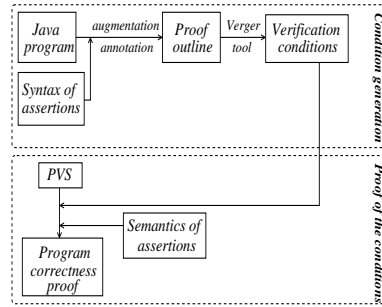 Java
program
augmentation
annotation
Proof
outline
Verger
tool
Verification
conditions
Syntax of
assertions
Condition generation
PVS
Semantics of
assertions
Program
correctness
proof
Proof of the conditions